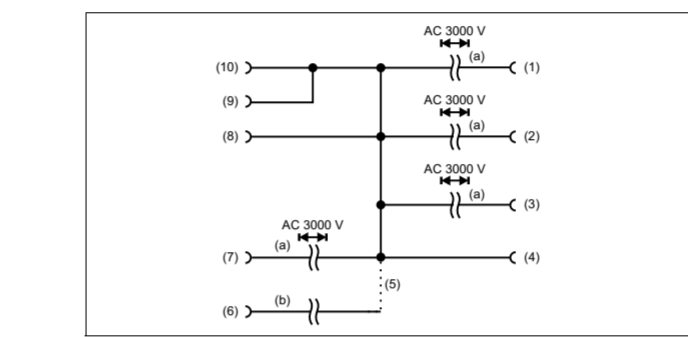 AC 3000 V
(10) (a) (1)
(9)
AC 3000 V
(8) (a) (2)
AC 3000 V
(a) (3)
AC 3000 V
(7) (a) (4)
(5)
(6) (b)